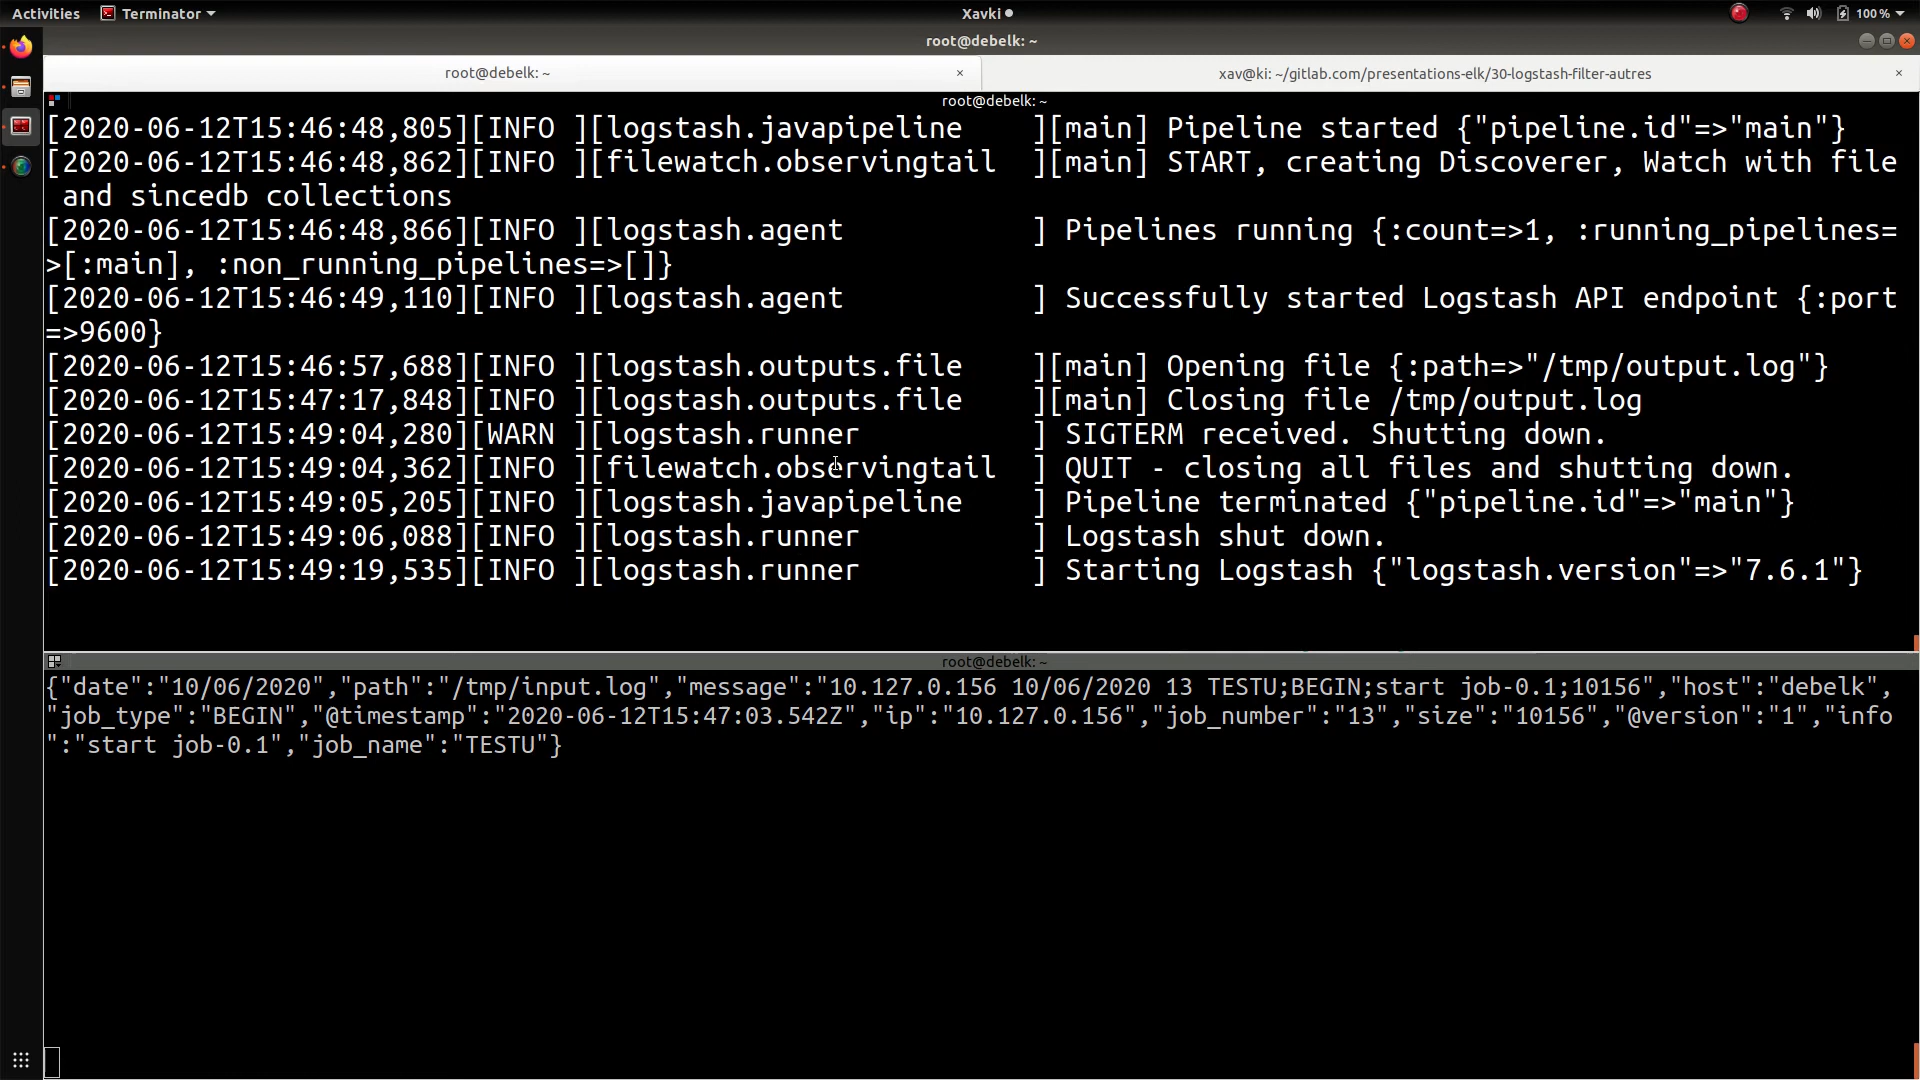 Activities Terminator Xavki 100 %
root@debelk: ~
root@debelk: ~ × xav@ki: ~/gitlab.com/presentations-elk/30-logstash-filter-autres ×
root@debelk: ~
[2020-06-12T15:46:48,805][INFO ][logstash.javapipeline    ][main] Pipeline started {"pipeline.id"=>"main"}
[2020-06-12T15:46:48,862][INFO ][filewatch.observingtail  ][main] START, creating Discoverer, Watch with file
 and sincedb collections
[2020-06-12T15:46:48,866][INFO ][logstash.agent           ] Pipelines running {:count=>1, :running_pipelines=
>[:main], :non_running_pipelines=>[]}
[2020-06-12T15:46:49,110][INFO ][logstash.agent           ] Successfully started Logstash API endpoint {:port
=>9600}
[2020-06-12T15:46:57,688][INFO ][logstash.outputs.file    ][main] Opening file {:path=>"/tmp/output.log"}
[2020-06-12T15:47:17,848][INFO ][logstash.outputs.file    ][main] Closing file /tmp/output.log
[2020-06-12T15:49:04,280][WARN ][logstash.runner          ] SIGTERM received. Shutting down.
[2020-06-12T15:49:04,362][INFO ][filewatch.observingtail  ] QUIT - closing all files and shutting down.
[2020-06-12T15:49:05,205][INFO ][logstash.javapipeline    ] Pipeline terminated {"pipeline.id"=>"main"}
[2020-06-12T15:49:06,088][INFO ][logstash.runner          ] Logstash shut down.
[2020-06-12T15:49:19,535][INFO ][logstash.runner          ] Starting Logstash {"logstash.version"=>"7.6.1"}
root@debelk: ~
{"date":"10/06/2020","path":"/tmp/input.log","message":"10.127.0.156 10/06/2020 13 TESTU;BEGIN;start job-0.1;10156","host":"debelk",
"job_type":"BEGIN","@timestamp":"2020-06-12T15:47:03.542Z","ip":"10.127.0.156","job_number":"13","size":"10156","@version":"1","info
":"start job-0.1","job_name":"TESTU"}